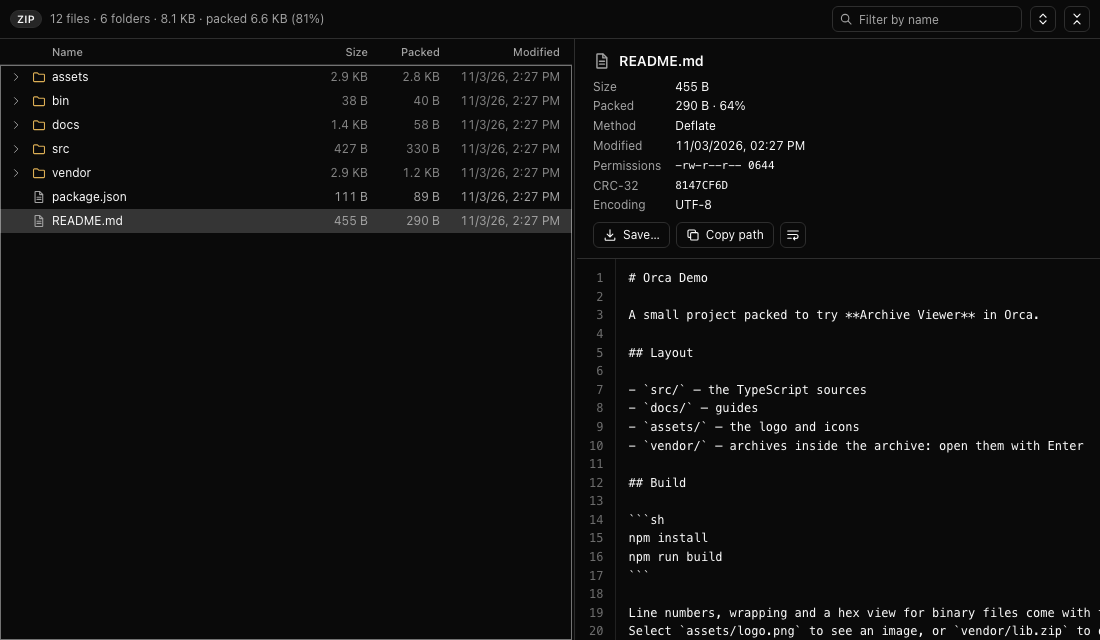 ZIP 12 files · 6 folders · 8.1 KB · packed 6.6 KB (81%)
Filter by name
Name Size Packed Modified
assets 2.9 KB 2.8 KB 11/3/26, 2:27 PM
bin 38 B 40 B 11/3/26, 2:27 PM
docs 1.4 KB 58 B 11/3/26, 2:27 PM
src 427 B 330 B 11/3/26, 2:27 PM
vendor 2.9 KB 1.2 KB 11/3/26, 2:27 PM
package.json 111 B 89 B 11/3/26, 2:27 PM
README.md 455 B 290 B 11/3/26, 2:27 PM
README.md
Size 455 B
Packed 290 B · 64%
Method Deflate
Modified 11/03/2026, 02:27 PM
Permissions -rw-r--r-- 0644
CRC-32 8147CF6D
Encoding UTF-8
Save... Copy path
1 # Orca Demo
2
3 A small project packed to try **Archive Viewer** in Orca.
4
5 ## Layout
6
7 - `src/` — the TypeScript sources
8 - `docs/` — guides
9 - `assets/` — the logo and icons
10 - `vendor/` — archives inside the archive: open them with Enter
11
12 ## Build
13
14 ```sh
15 npm install
16 npm run build
17 ```
18
19 Line numbers, wrapping and a hex view for binary files come with
20 Select `assets/logo.png` to see an image, or `vendor/lib.zip` to